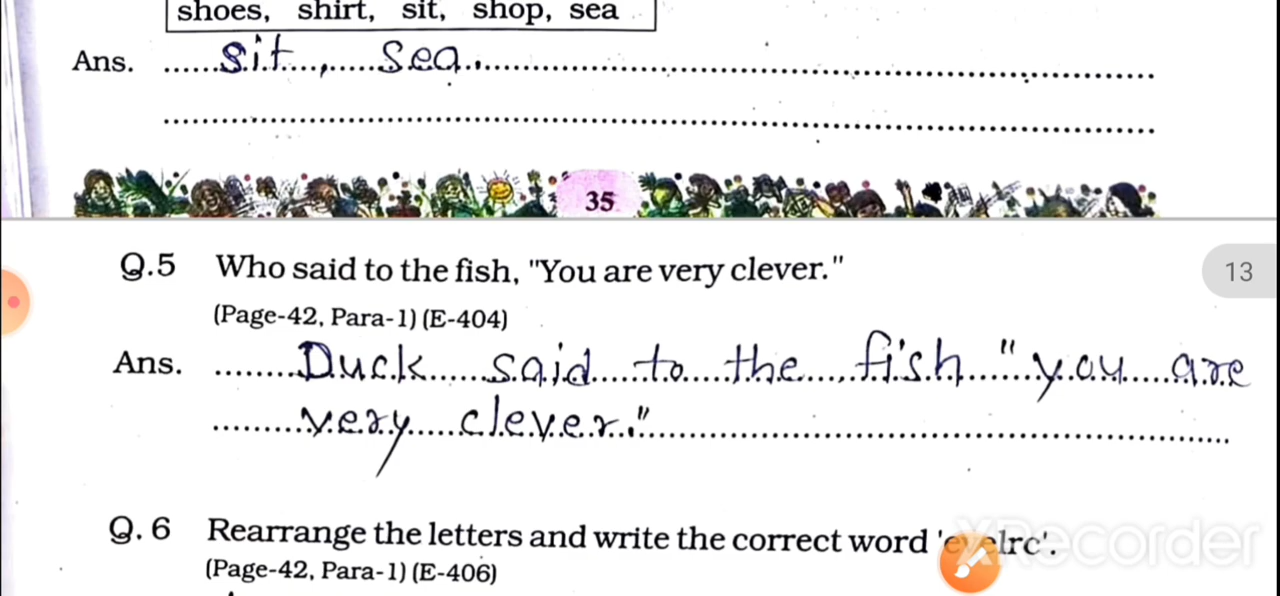 shoes, shirt, sit, shop, sea
Ans. sit, sea.
35
Q.5 Who said to the fish, "You are very clever."
13
(Page-42, Para-1) (E-404)
Ans. Duck said to the fish "you are
very clever."
Q. 6 Rearrange the letters and write the correct word 'evelrc'.
(Page-42, Para-1) (E-406)
XRecorder